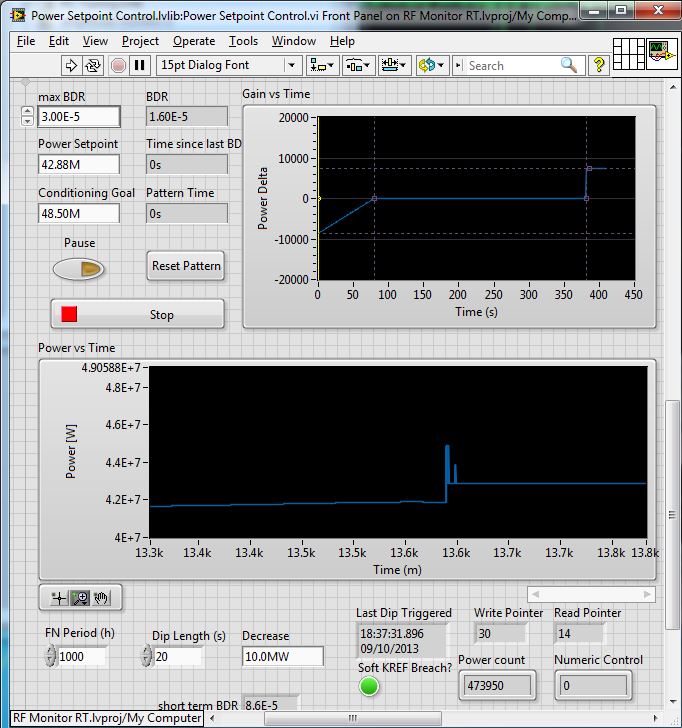 Power Setpoint Control.lvlib:Power Setpoint Control.vi Front Panel on RF Monitor RT.lvproj/My Compu...
File Edit View Project Operate Tools Window Help
15pt Dialog Font
Search
?
max BDR
3.00E-5
BDR
1.60E-5
Power Setpoint
42.88M
Time since last BD
0s
Conditioning Goal
48.50M
Pattern Time
0s
Pause
Reset Pattern
Stop
Gain vs Time
Power Delta
20000
10000
0
-10000
-20000
0 50 100 150 200 250 300 350 400 450
Time (s)
Power vs Time
Power [W]
4.90588E+7
4.8E+7
4.6E+7
4.4E+7
4.2E+7
4E+7
13.3k 13.4k 13.4k 13.5k 13.5k 13.6k 13.6k 13.7k 13.7k 13.8k 13.8k
Time (m)
FN Period (h)
1000
Dip Length (s)
20
Decrease
10.0MW
Last Dip Triggered
18:37:31.896
09/10/2013
Write Pointer
30
Read Pointer
14
Soft KREF Breach?
Power count
473950
Numeric Control
0
short term BDR 8.6E-5
RF Monitor RT.lvproj/My Computer